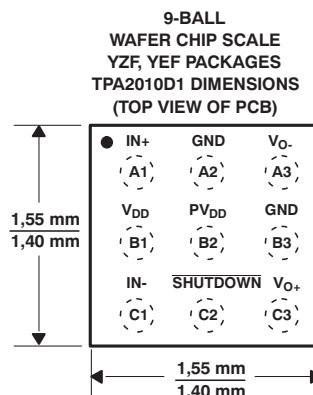 9-BALL
WAFER CHIP SCALE
YZF, YEF PACKAGES
TPA2010D1 DIMENSIONS
(TOP VIEW OF PCB)
IN+ GND VO-
A1 A2 A3
1,55 mm
1,40 mm
VDD PVDD GND
B1 B2 B3
IN- SHUTDOWN VO+
C1 C2 C3
1,55 mm
1,40 mm